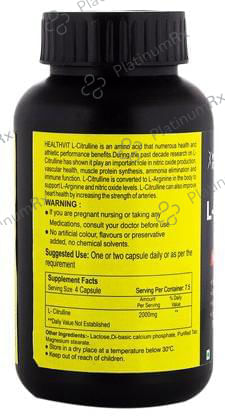 HEALTHVIT L-Citrulline is an amino acid that numerous health and
athletic performance benefits.During the past decade research on L
Citrulline has shown it play an important role in nitric oxide production,
vascular health, muscle protein synthesis, ammonia elimination and
immune function. L-Citrulline is converted to L-Arginine in the body to
support L-Arginine and nitric oxide levels. L-Citrulline can also improve
heart health by increasing the strength of arteries.
WARNING :
• If you are pregnant nursing or taking any
Medications, consult your doctor before use.
• No artificial colour, flavours or preservative
added, no chemical solvents.
Suggested Use: One or two capsule daily or as
directed.
Supplement Facts
Serving Size: 4 Capsule Serving Per Container: 7.5
Amount % Daily
Per Serving Value
L- Citrulline 2000mg **
**Daily Value Not Established
Other Ingredients:- Lactose,Di-basic calcium phosphate, Purified Talc
Magnesium stearate.
• Store in a dry place at a temperature below 30°C.
• Keep out of reach of children.
L-
PlatinumRx
PlatinumRx
PlatinumRx